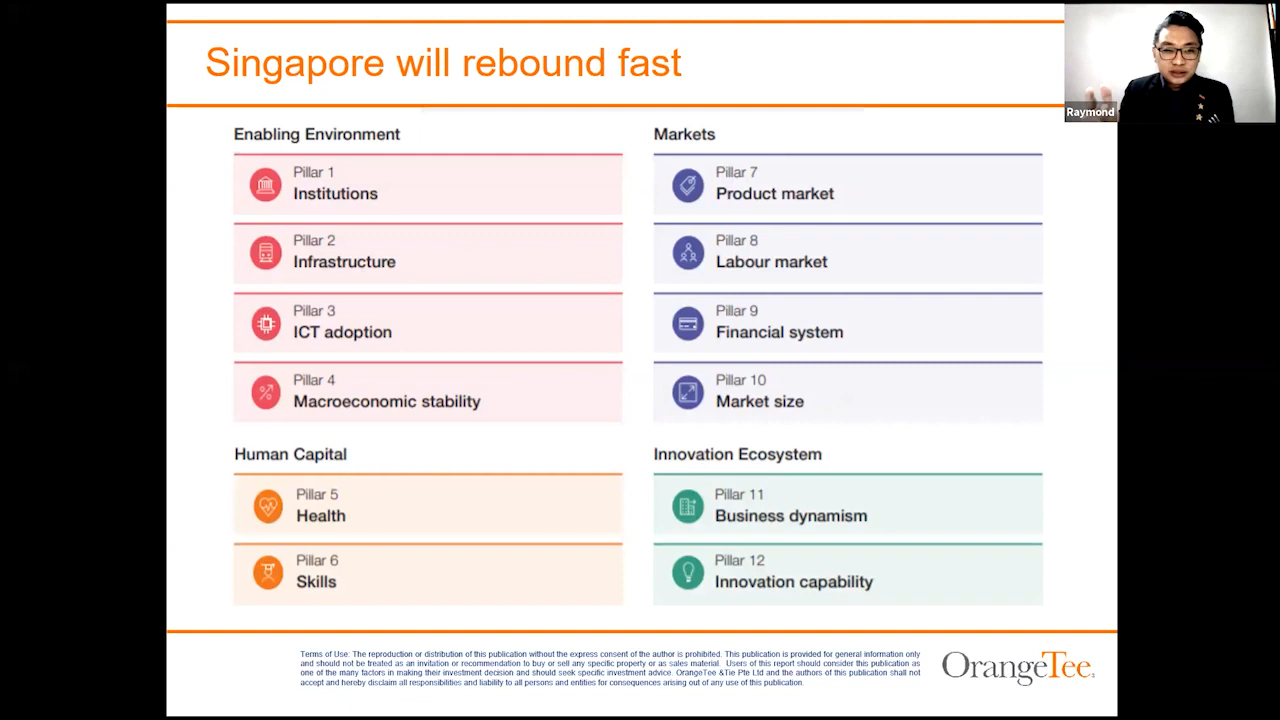 Singapore will rebound fast
Raymond
Enabling Environment
Pillar 1
Institutions
Pillar 2
Infrastructure
Pillar 3
ICT adoption
Pillar 4
Macroeconomic stability
Human Capital
Pillar 5
Health
Pillar 6
Skills
Markets
Pillar 7
Product market
Pillar 8
Labour market
Pillar 9
Financial system
Pillar 10
Market size
Innovation Ecosystem
Pillar 11
Business dynamism
Pillar 12
Innovation capability
Terms of Use: The reproduction or distribution of this publication without the express consent of the author is prohibited. This publication is provided for general information only
and should not be treated as an invitation or recommendation to buy or sell any specific property or as sales material. Users of this report should consider this publication as
one of the many factors in making their investment decision and should seek specific investment advice. OrangeTee &Tie Pte Ltd and the authors of this publication shall not
accept and hereby disclaim all responsibilities and liability to all persons and entities for consequences arising out of any use of this publication.
OrangeTee